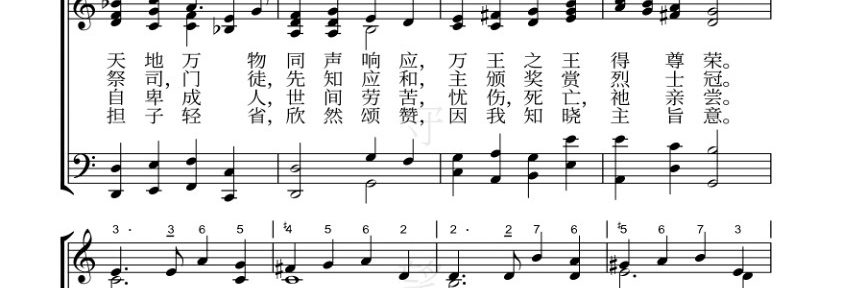 天 地 万 物 同 声 响 应, 万 王 之 王 得 尊 荣。
祭 司, 门 徒, 先 知 应 和, 主 颁 奖 赏 烈 士 冠。
自 卑 成 人, 世 间 劳 苦, 忧 伤, 死 亡, 祂 亲 尝。
担 子 轻 省, 欣 然 颂 赞, 因 我 知 晓 主 旨 意。
3 · 3 6 5 | ♯4 5 6 2 | 2 · 2 7 6 | ♯5 6 7 3 |